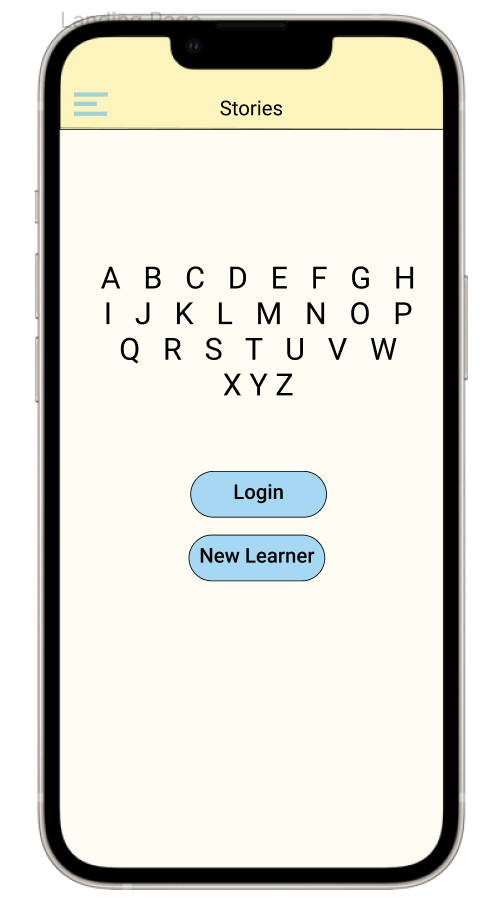 Landing Page
Stories
A B C D E F G H
I J K L M N O P
Q R S T U V W
X Y Z
Login
New Learner